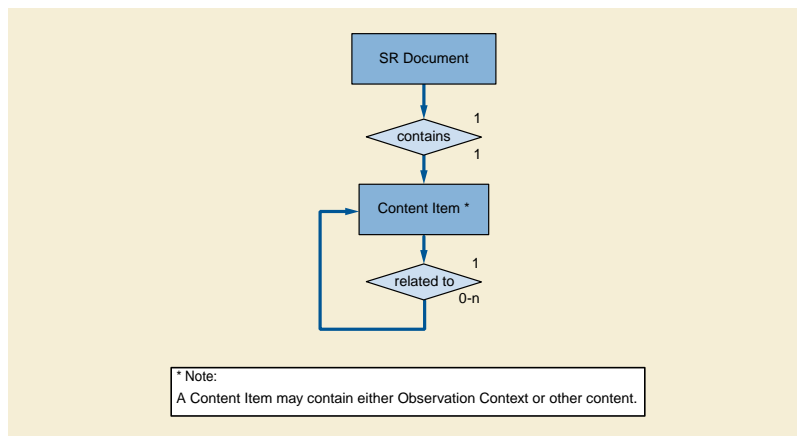 SR Document
1
contains
1
Content Item *
1
related to
0-n
* Note:
A Content Item may contain either Observation Context or other content.